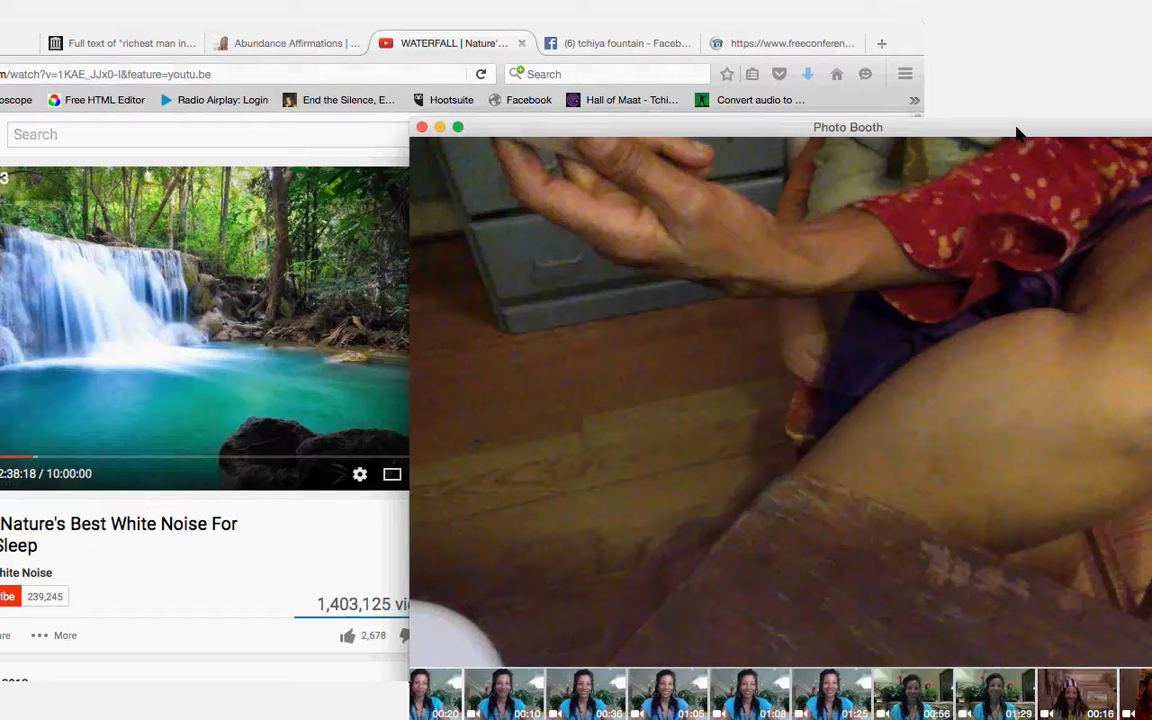 Full text of "richest man in...
Abundance Affirmations | ...
WATERFALL | Nature'...
(6) tchiya fountain - Faceb...
https://www.freeconferen...
m/watch?v=1KAE_JJx0-I&feature=youtu.be
Search
oscope
Free HTML Editor
Radio Airplay: Login
End the Silence, E...
Hootsuite
Facebook
Hall of Maat - Tchi...
Convert audio to ...
Search
Photo Booth
3
2:38:18 / 10:00:00
Nature's Best White Noise For
Sleep
hite Noise
ibe 239,245
1,403,125 vi
re
More
2,678
00:20
00:10
00:36
01:05
01:08
01:25
00:56
01:29
00:16